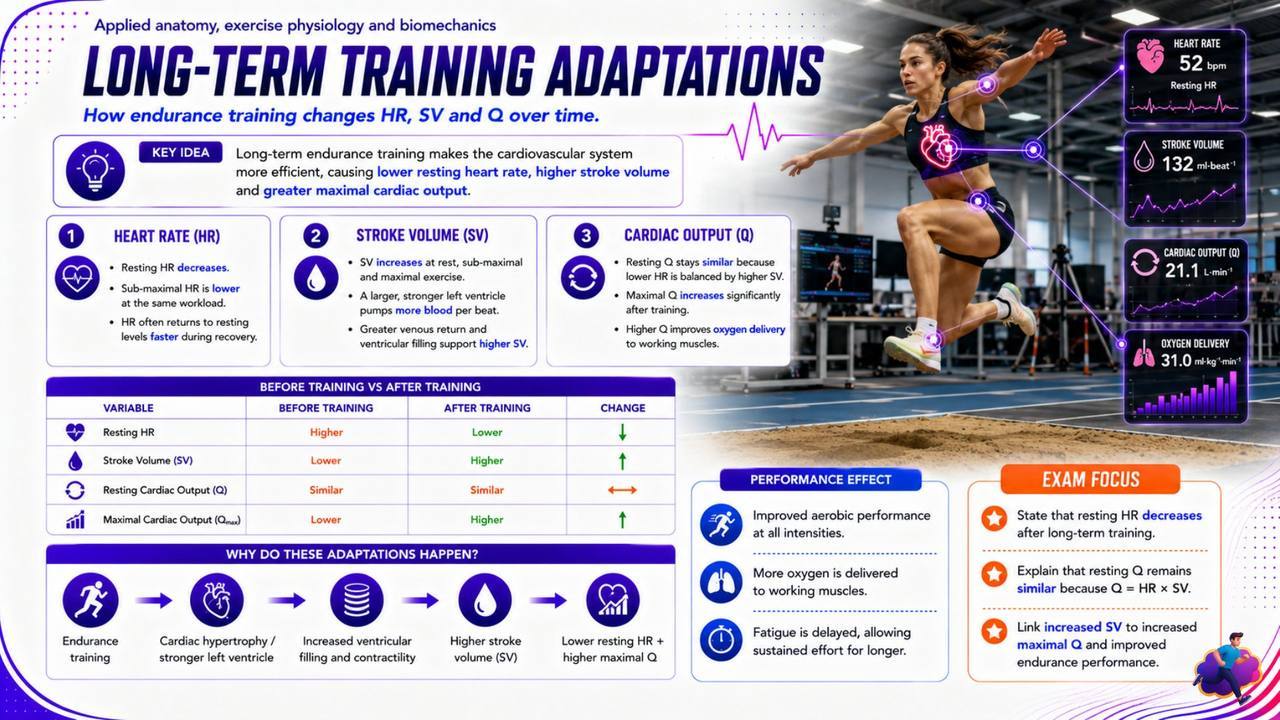 Applied anatomy, exercise physiology and biomechanics
LONG-TERM TRAINING ADAPTATIONS
How endurance training changes HR, SV and Q over time.
KEY IDEA
Long-term endurance training makes the cardiovascular system
more efficient, causing lower resting heart rate, higher stroke volume
and greater maximal cardiac output.
1 HEART RATE (HR)
• Resting HR decreases.
• Sub-maximal HR is lower
at the same workload.
• HR often returns to resting
levels faster during recovery.
2 STROKE VOLUME (SV)
• SV increases at rest, sub-maximal
and maximal exercise.
• A larger, stronger left ventricle
pumps more blood per beat.
• Greater venous return and
ventricular filling support higher SV.
3 CARDIAC OUTPUT (Q)
• Resting Q stays similar because
lower HR is balanced by higher SV.
• Maximal Q increases significantly
after training.
• Higher Q improves oxygen delivery
to working muscles.
HEART RATE
52 bpm
Resting HR
STROKE VOLUME
132 ml·beat⁻¹
CARDIAC OUTPUT (Q)
21.1 L·min⁻¹
OXYGEN DELIVERY
31.0 ml·kg⁻¹·min⁻¹
BEFORE TRAINING VS AFTER TRAINING
VARIABLE BEFORE TRAINING AFTER TRAINING CHANGE
Resting HR Higher Lower ↓
Stroke Volume (SV) Lower Higher ↑
Resting Cardiac Output (Q) Similar Similar ↔
Maximal Cardiac Output (Qmax) Lower Higher ↑
WHY DO THESE ADAPTATIONS HAPPEN?
Endurance
training
Cardiac hypertrophy /
stronger left ventricle
Increased ventricular
filling and contractility
Higher stroke
volume (SV)
Lower resting HR +
higher maximal Q
PERFORMANCE EFFECT
Improved aerobic performance
at all intensities.
More oxygen is delivered
to working muscles.
Fatigue is delayed, allowing
sustained effort for longer.
EXAM FOCUS
State that resting HR decreases
after long-term training.
Explain that resting Q remains
similar because Q = HR × SV.
Link increased SV to increased
maximal Q and improved
endurance performance.